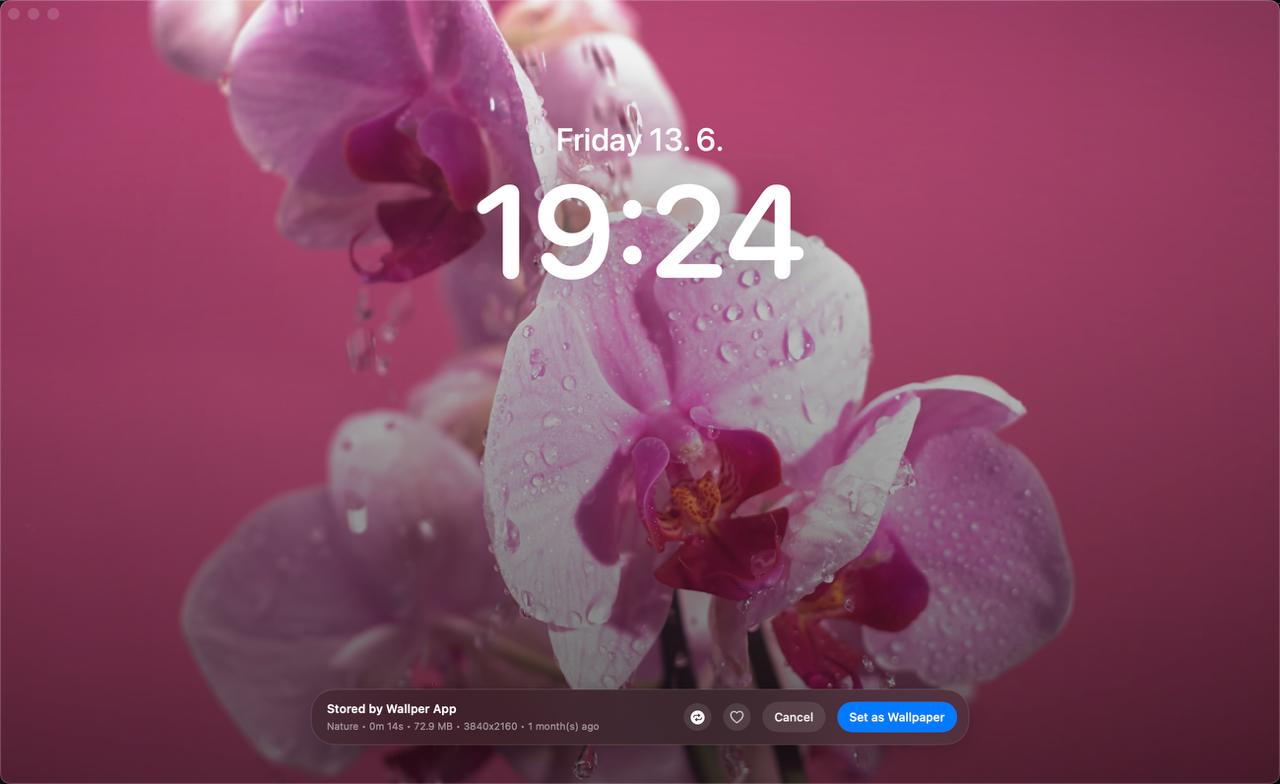 Friday 13. 6.
19:24
Stored by Wallper App
Nature • 0m 14s • 72.9 MB • 3840x2160 • 1 month(s) ago
Cancel
Set as Wallpaper